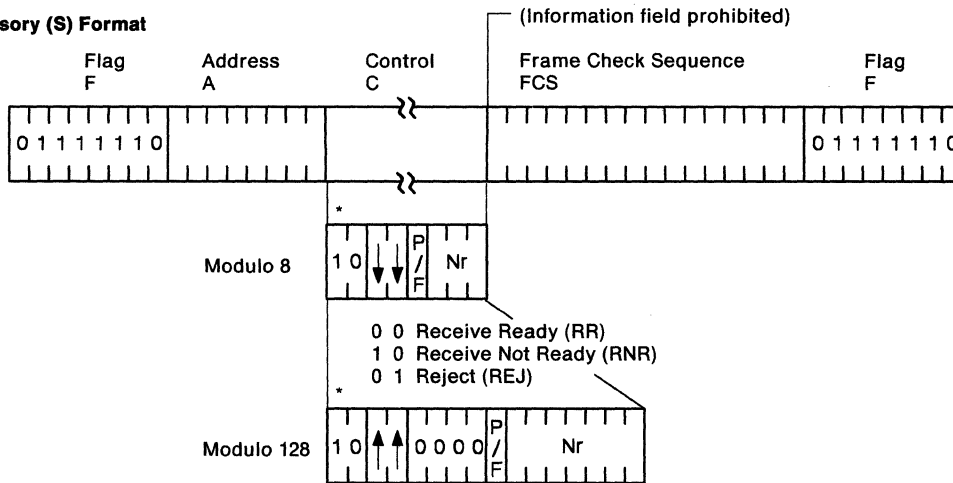 (Information field prohibited)
sory (S) Format
Flag Address Control Frame Check Sequence Flag
F A C FCS F
0 1 1 1 1 1 1 0 0 1 1 1 1 1 1 0
*
Modulo 8 1 0 P/F Nr
0 0 Receive Ready (RR)
1 0 Receive Not Ready (RNR)
0 1 Reject (REJ)
*
Modulo 128 1 0 0 0 0 0 P/F Nr